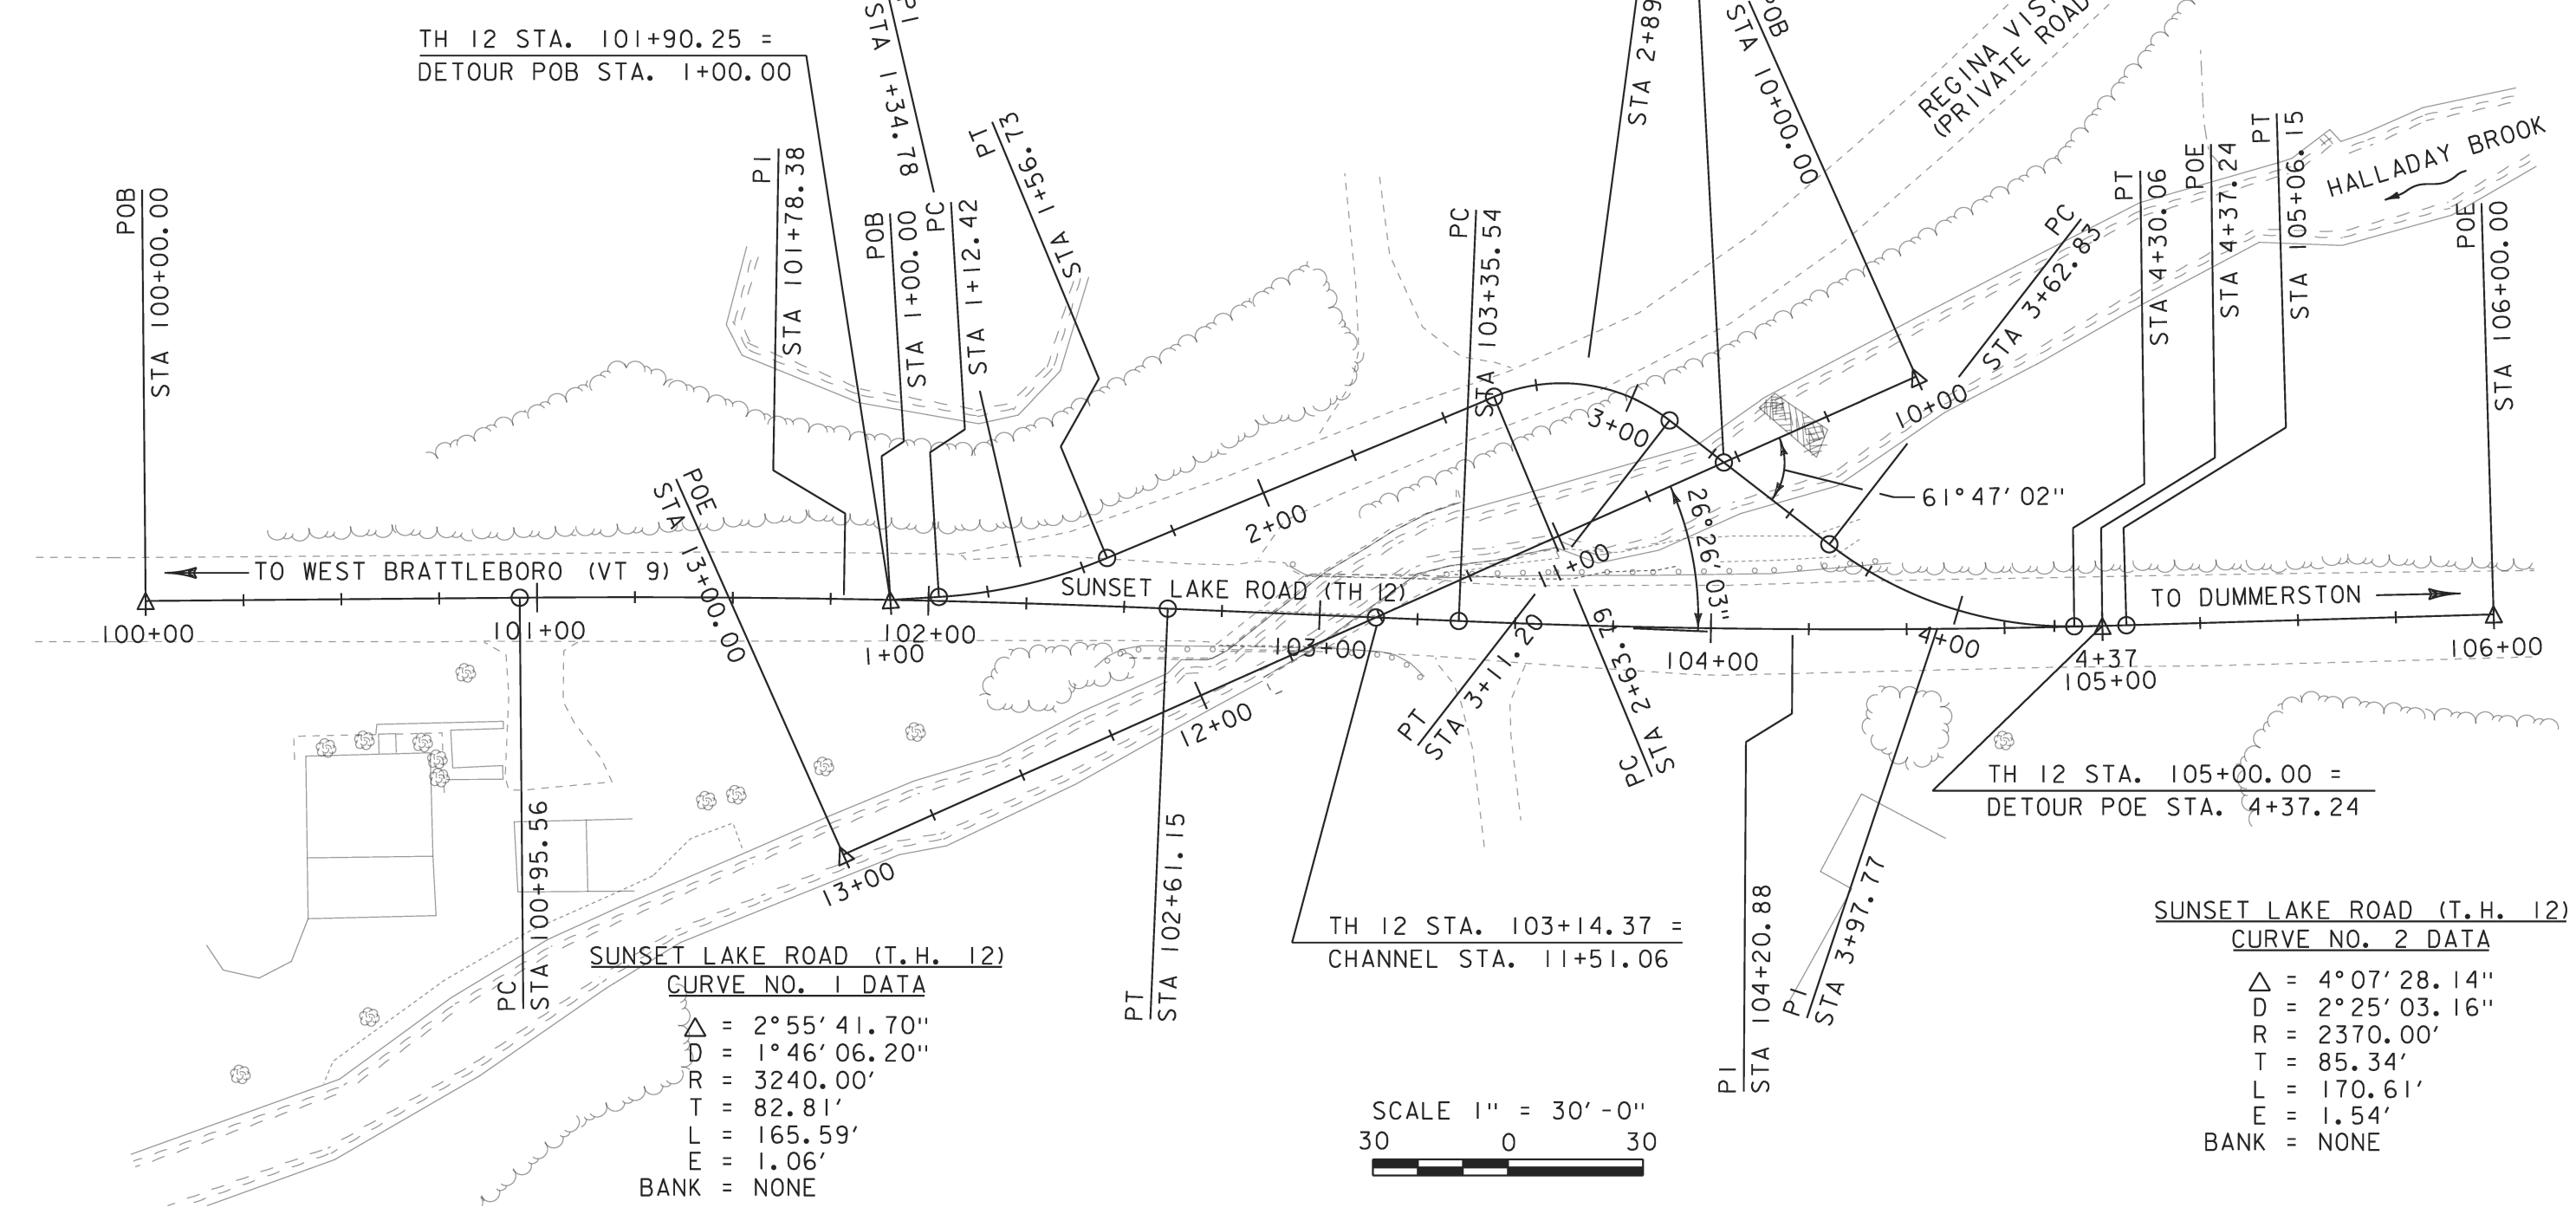 TH 12 STA. 101+90.25 =
DETOUR POB STA. 1+00.00
PI
STA 1+34.78
PT
STA 1+56.73
PI
STA 101+78.38
POB
STA 1+00.00
PC
STA 1+12.42
POB
STA 100+00.00
PC
STA 103+35.54
STA 2+89
POB
STA 10+00.00
REGINA VIS
(PRIVATE ROAD
HALLADAY BROOK
PC
STA 3+62.83
PT
STA 4+30.06
POE
STA 4+37.24
PT
STA 105+06.15
POE
STA 106+00.00
POE
STA 13+00.00
2+00
3+00
10+00
61°47'02"
26°26'03"
11+00
TO WEST BRATTLEBORO (VT 9)
SUNSET LAKE ROAD (TH 12)
TO DUMMERSTON
100+00
101+00
102+00
1+00
103+00
104+00
4+00
4+37
105+00
106+00
12+00
13+00
PT
STA 3+11.20
PC
STA 2+63.79
PC
STA 100+95.56
PT
STA 102+61.15
TH 12 STA. 103+14.37 =
CHANNEL STA. 11+51.06
PI
STA 104+20.88
PI
STA 3+97.77
TH 12 STA. 105+00.00 =
DETOUR POE STA. 4+37.24
SUNSET LAKE ROAD (T.H. 12)
CURVE NO. 1 DATA
△ = 2°55'41.70"
D = 1°46'06.20"
R = 3240.00'
T = 82.81'
L = 165.59'
E = 1.06'
BANK = NONE
SCALE 1" = 30'-0"
30 0 30
SUNSET LAKE ROAD (T.H. 12)
CURVE NO. 2 DATA
△ = 4°07'28.14"
D = 2°25'03.16"
R = 2370.00'
T = 85.34'
L = 170.61'
E = 1.54'
BANK = NONE